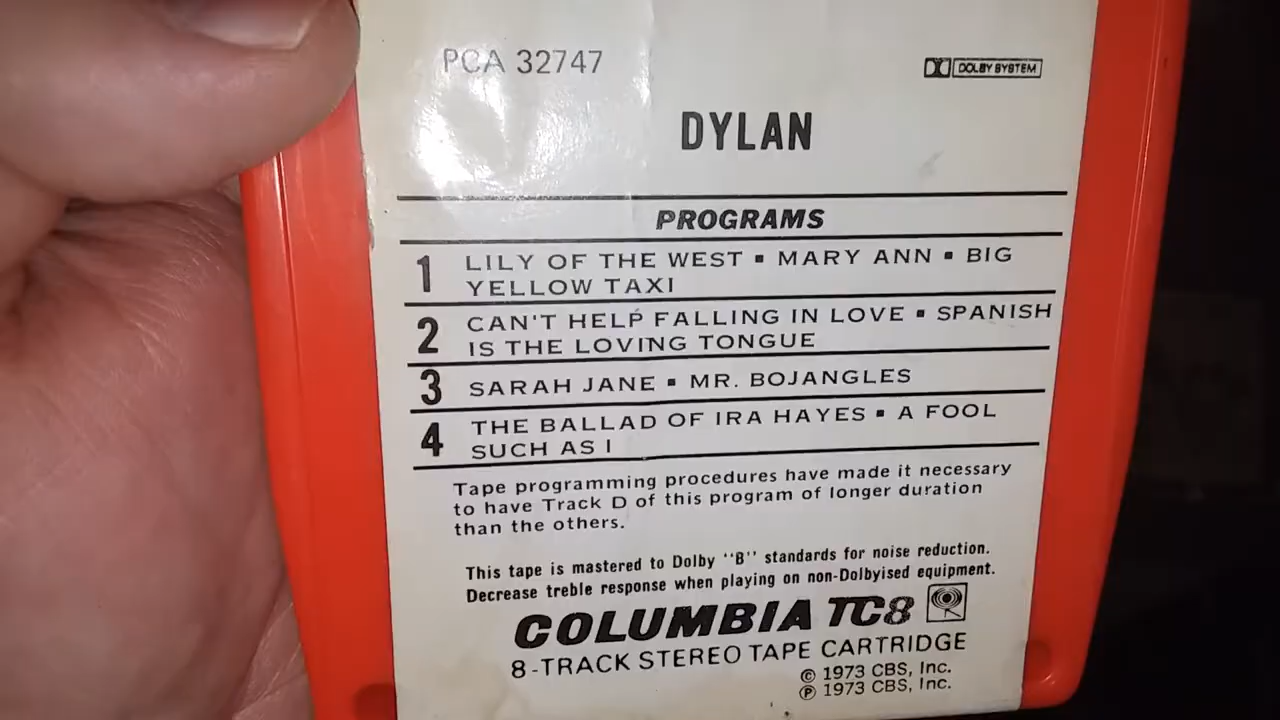 PCA 32747
DOLBY SYSTEM
DYLAN
PROGRAMS
1 LILY OF THE WEST ▪ MARY ANN ▪ BIG
YELLOW TAXI
2 CAN'T HELP FALLING IN LOVE ▪ SPANISH
IS THE LOVING TONGUE
3 SARAH JANE ▪ MR. BOJANGLES
4 THE BALLAD OF IRA HAYES ▪ A FOOL
SUCH AS I
Tape programming procedures have made it necessary
to have Track D of this program of longer duration
than the others.
This tape is mastered to Dolby "B" standards for noise reduction.
Decrease treble response when playing on non-Dolbyised equipment.
COLUMBIA TC8
8-TRACK STEREO TAPE CARTRIDGE
© 1973 CBS, Inc.
℗ 1973 CBS, Inc.